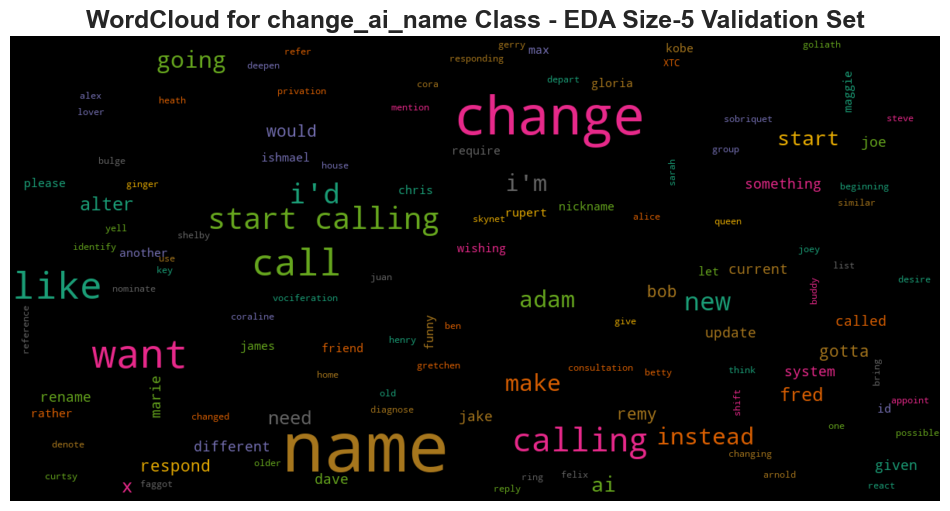 WordCloud for change_ai_name Class - EDA Size-5 Validation Set
gerry max kobe goliath
refer going deepen responding XTC
cora depart gloria maggie
alex heath privation
lover mention change sobriquet steve
would start joe
require group
bulge ishmael house sarah
please ginger i'd chris i'm something beginning
alter nickname similar
yell start calling skynet rupert alice queen
shelby
identify another wishing joey list
use key call let current
like nominate juan bob buddy desire
vociferation adam new
reference coraline give called
funny ben update
james friend henry gotta
want home gretchen consultation betty think system bring
marie make fred
rename old shift appoint
rather changed need diagnose jake remy id
one possible
denote different name calling instead
respond older changing given
curtsy dave ring felix arnold
x faggot reply ai react